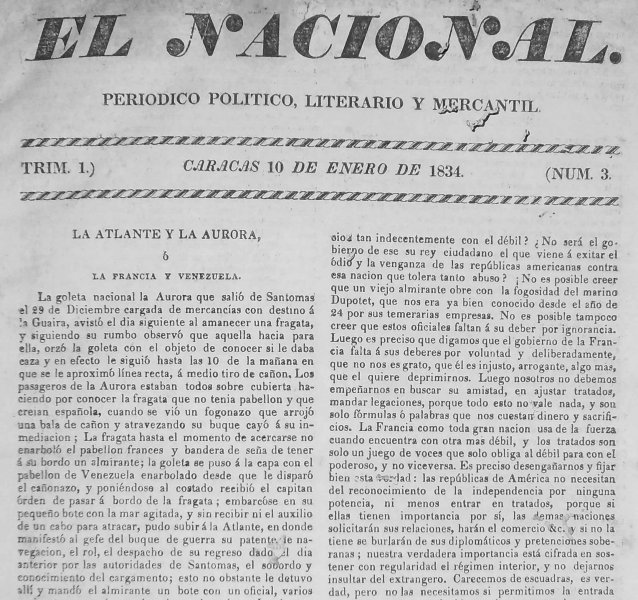 EL NACIONAL.
PERIODICO POLITICO, LITERARIO Y MERCANTIL
TRIM. 1.) CARACAS 10 DE ENERO DE 1834. (NUM. 3.
LA ATLANTE Y LA AURORA,
ò
LA FRANCIA Y VENEZUELA.
La goleta nacional la Aurora que salió de Santomas
el 29 de Diciembre cargada de mercancías con destino á
la Guaira, avistó el dia siguiente al amanecer una fragata,
y siguiendo su rumbo observó que aquella hacia para
ella, orzó la goleta con el objeto de conocer si le daba
caza y en efecto le siguió hasta las 10 de la mañana en
que se le aproximó línea recta, á medio tiro de cañon. Los
pasageros de la Aurora estaban todos sobre cubierta ha-
ciendo por conocer la fragata que no tenia pabellon y que
creian española, cuando se vió un fogonazo que arrojó
una bala de cañon y atravezando su buque cayó á su in-
mediacion; La fragata hasta el momento de acercarse no
enarboló el pabellon frances y bandera de seña de tener
á su bordo un almirante; la goleta se puso á la capa con el
pabellon de Venezuela enarbolado desde que le disparó
el cañonazo, y poniéndose al costado recibió el capitan
órden de pasar á bordo de la fragata; embarcóse en su
pequeño bote con la mar agitada, y sin recibir ni el auxilio
de un cabo para atracar, pudo subir á la Atlante, en donde
manifestó al gefe del buque de guerra su patente de na-
vegacion, el rol, el despacho de su regreso dado el dia
anterior por las autoridades de Santomas, el sobordo y
conocimiento del cargamento; esto no obstante le detuvo
allí y mandó el almirante un bote con un oficial, varios
sion tan indecentemente con el débil? ¿No será el go-
bierno de ese su rey ciudadano el que viene á exitar el
ódio y la venganza de las repúblicas americanas contra
esa nacion que tolera tanto abuso? ¿No es posible creer
que un viejo almirante obre con la fogosidad del marino
Dupotet, que nos era ya bien conocido desde el año de
24 por sus temerarias empresas. No es posible tampoco
creer que estos oficiales faltan á su deber por ignorancia.
Luego es preciso que digamos que el gobierno de la Fran-
cia falta á sus deberes por voluntad y deliberadamente,
que no nos es grato, que él es injusto, arrogante, algo mas,
que el quiere deprimirnos. Luego nosotros no debemos
empeñarnos en buscar su amistad, en ajustar tratados,
mandar legaciones, porque todo esto no vale nada, y son
solo fórmulas ó palabras que nos cuestan dinero y sacrifi-
cios. La Francia como toda gran nacion usa de la fuerza
cuando encuentra con otra mas débil, y los tratados son
solo un juego de voces que solo obliga al débil para con el
poderoso, y no viceversa. Es preciso desengañarnos y fijar
bien esta verdad: las repúblicas de América no necesitan
del reconocimiento de la independencia por ninguna
potencia, ni menos entrar en tratados, porque si
ellas tienen importancia por sí, las demas naciones
solicitarán sus relaciones, harán el comercio &c. y si no la
tiene se burlarán de sus diplomáticos y pretenciones sobe-
ranas; nuestra verdadera importancia está cifrada en sos-
tener con regularidad el régimen interior, y no dejarnos
insultar del extrangero. Carecemos de escuadras, es ver-
dad, pero no las necesitamos si permitimos la entrada